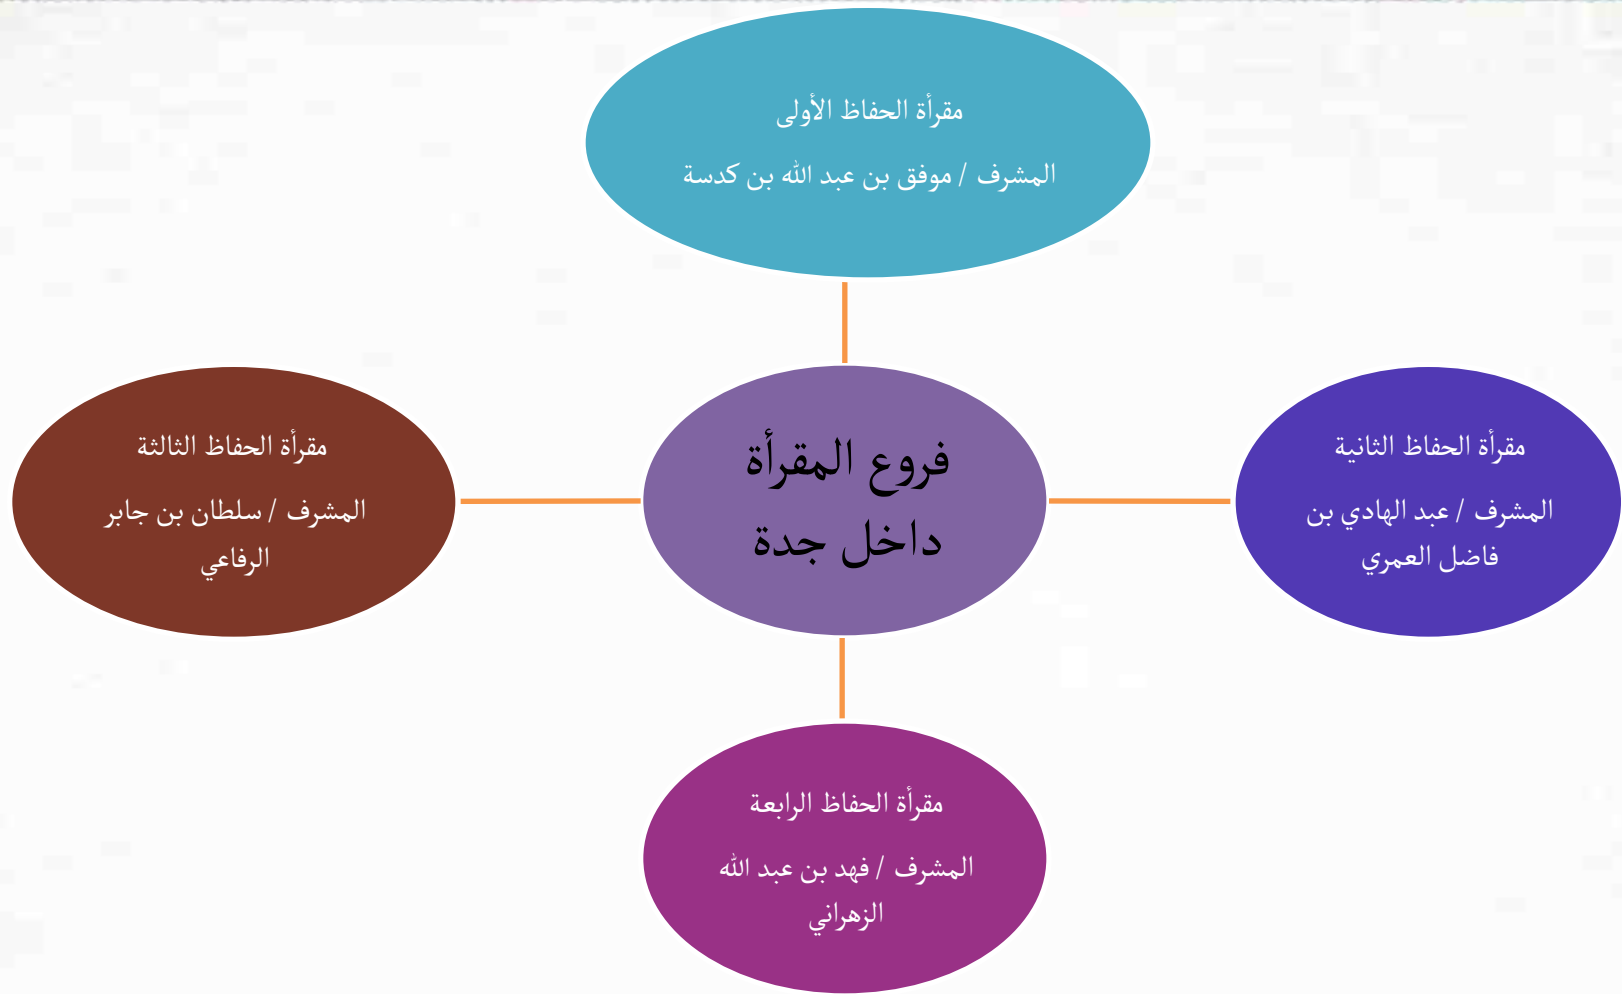 مقرأة الحفاظ الأولى
المشرف / موفق بن عبد الله بن كدسة
مقرأة الحفاظ الثانية
المشرف / عبد الهادي بن
فاضل العمري
فروع المقرأة
داخل جدة
مقرأة الحفاظ الثالثة
المشرف / سلطان بن جابر
الرفاعي
مقرأة الحفاظ الرابعة
المشرف / فهد بن عبد الله
الزهراني